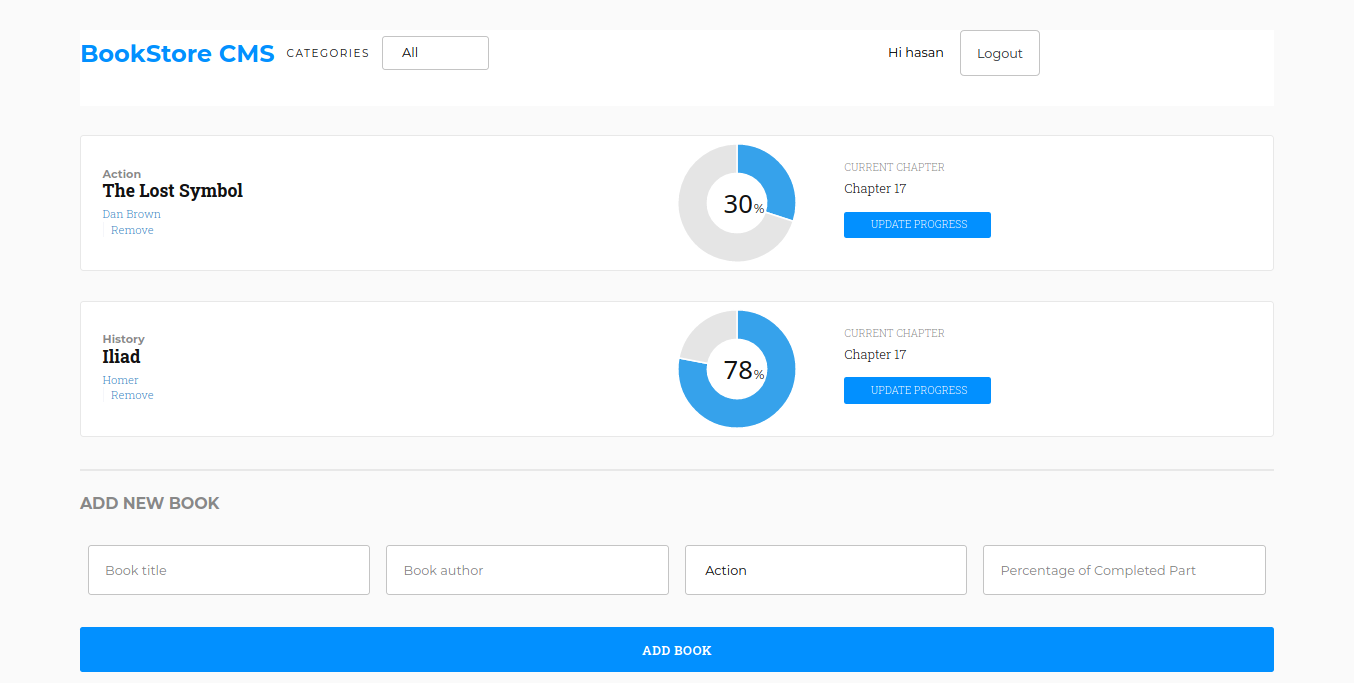 BookStore CMS CATEGORIES All Hi hasan Logout
Action
The Lost Symbol
Dan Brown
Remove
30%
CURRENT CHAPTER
Chapter 17
UPDATE PROGRESS
History
Iliad
Homer
Remove
78%
CURRENT CHAPTER
Chapter 17
UPDATE PROGRESS
ADD NEW BOOK
Book title Book author Action Percentage of Completed Part
ADD BOOK